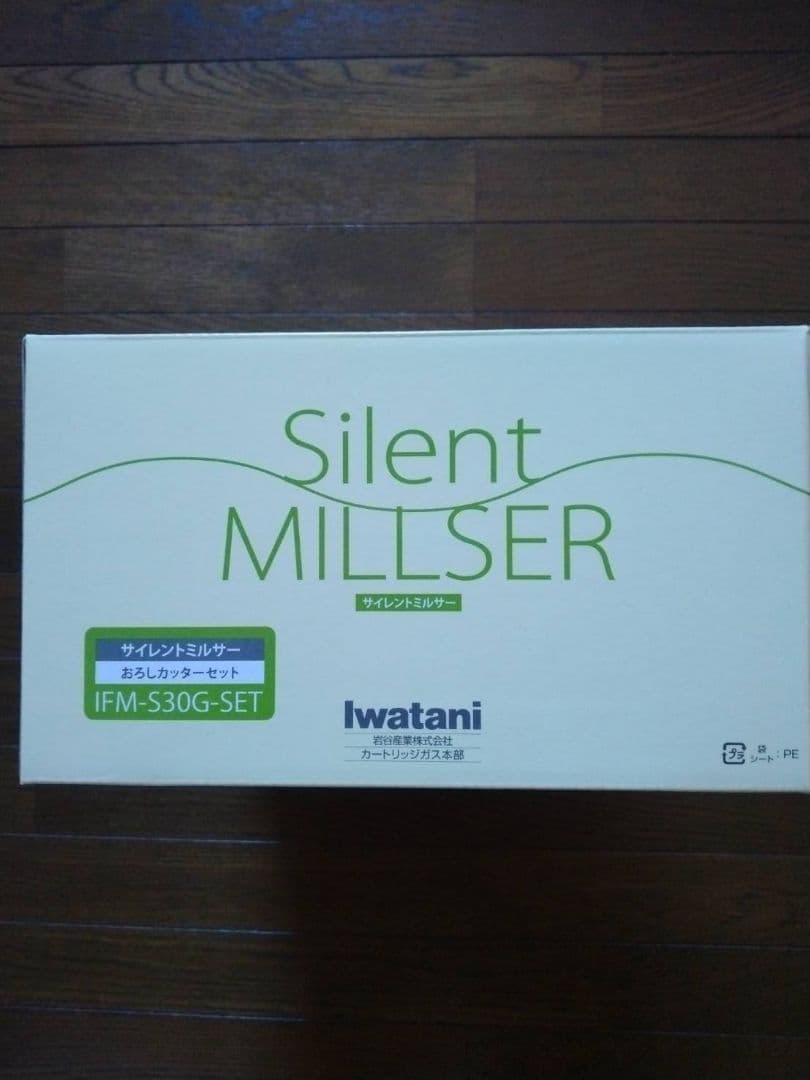 Silent
MILLSER
サイレントミルサー
サイレントミルサー
おろしカッターセット
IFM-S30G-SET
Iwatani
岩谷産業株式会社
カートリッジガス本部
プラ
袋
シート : PE